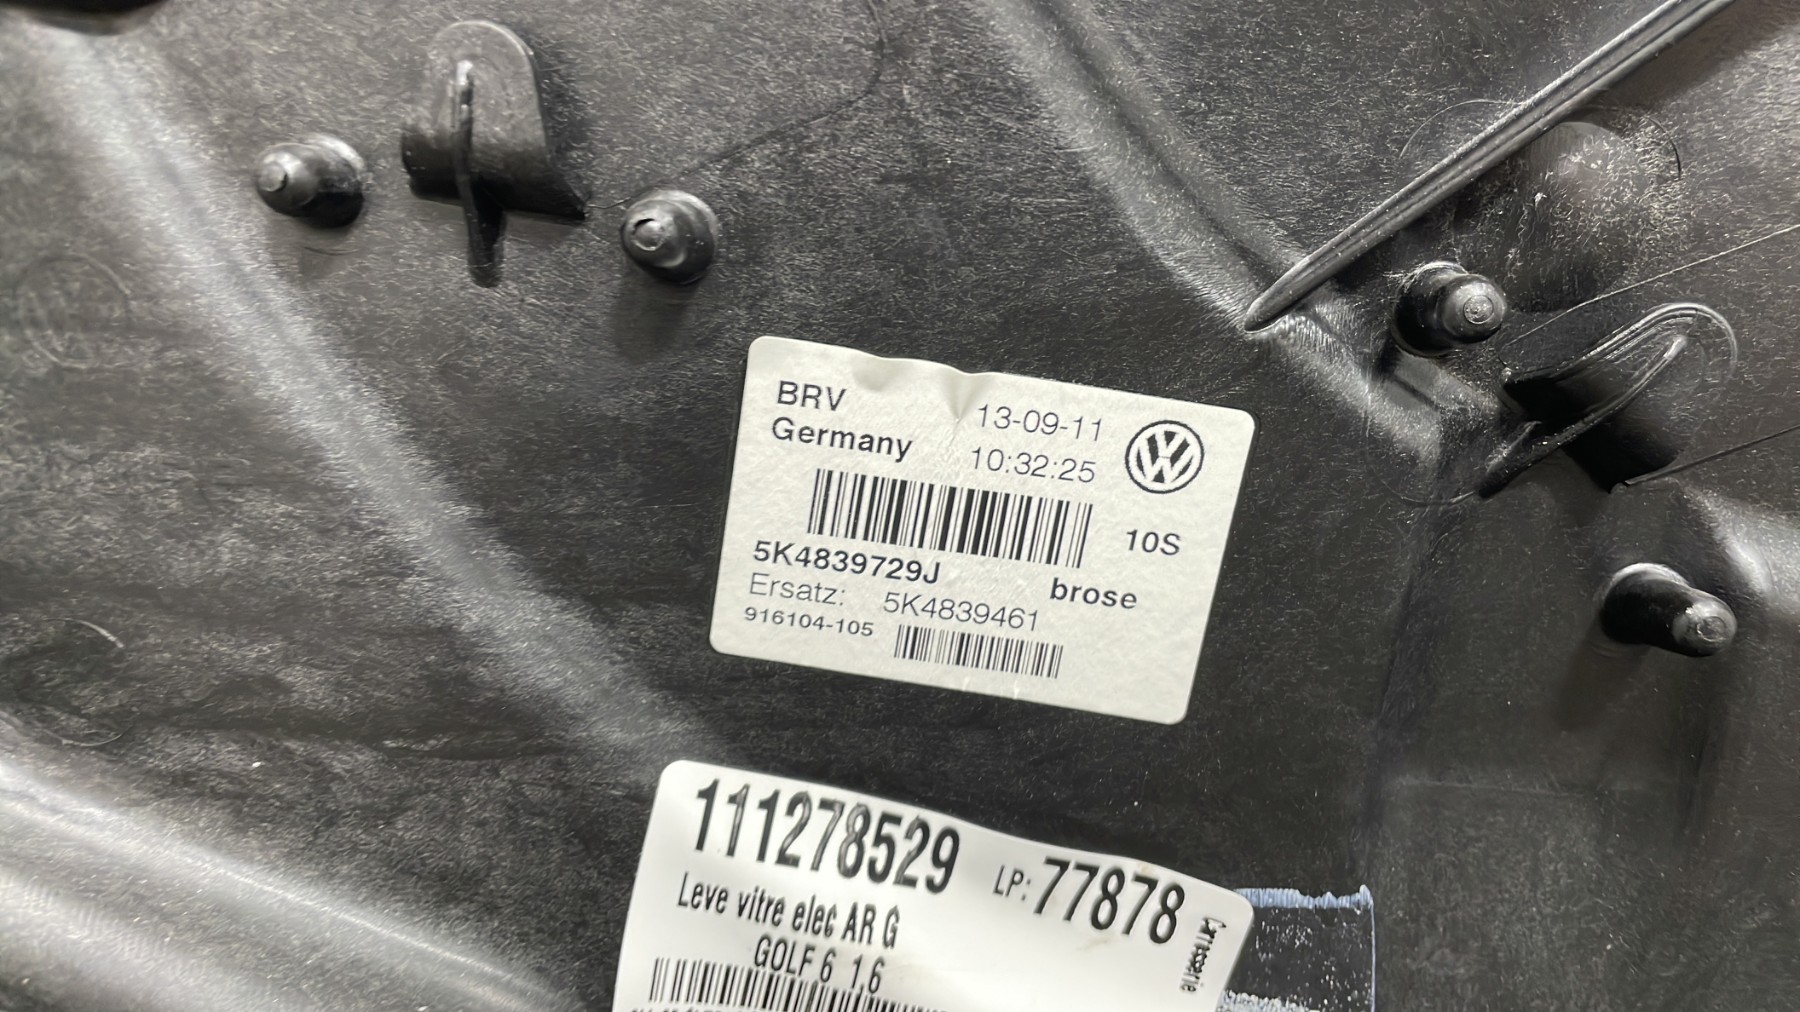 BRV
Germany
13-09-11
10:32:25
10S
5K4839729J
brose
Ersatz: 5K4839461
916104-105
111278529
LP: 77878
Carrosserie
Leve vitre elec AR G
GOLF 6 1,6